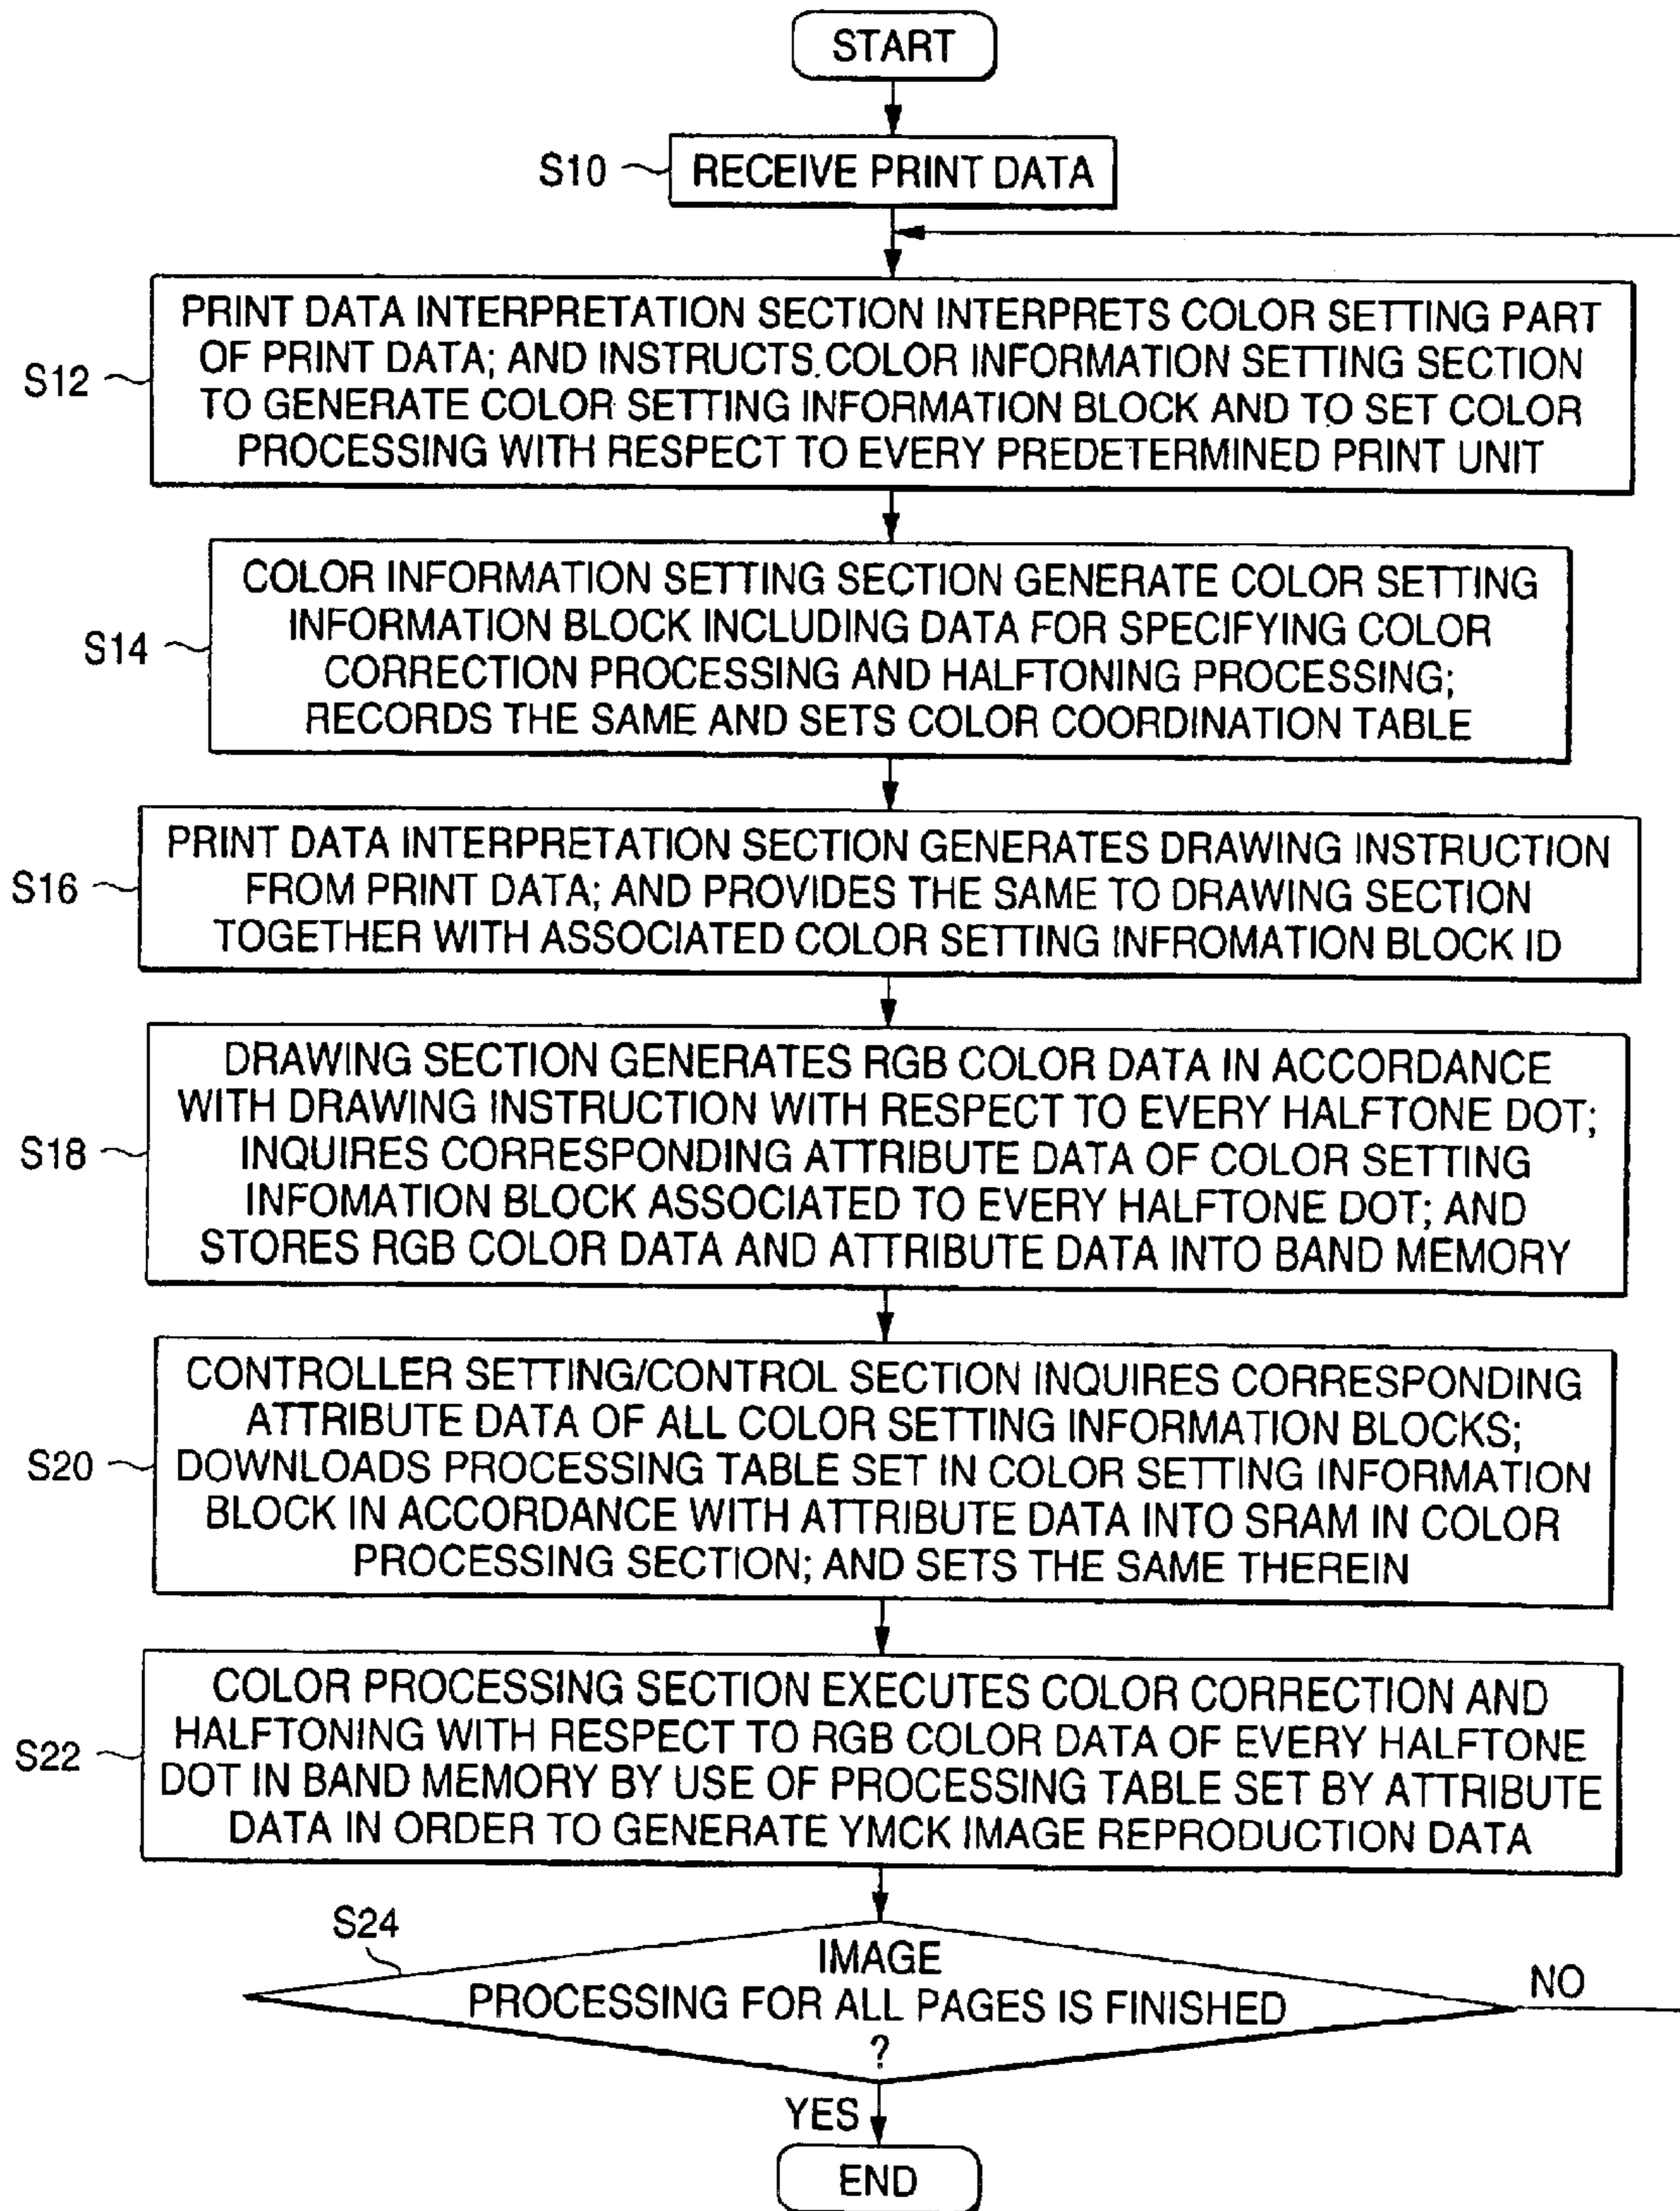 START
S10
RECEIVE PRINT DATA
S12
PRINT DATA INTERPRETATION SECTION INTERPRETS COLOR SETTING PART
OF PRINT DATA; AND INSTRUCTS COLOR INFORMATION SETTING SECTION
TO GENERATE COLOR SETTING INFORMATION BLOCK AND TO SET COLOR
PROCESSING WITH RESPECT TO EVERY PREDETERMINED PRINT UNIT
S14
COLOR INFORMATION SETTING SECTION GENERATE COLOR SETTING
INFORMATION BLOCK INCLUDING DATA FOR SPECIFYING COLOR
CORRECTION PROCESSING AND HALFTONING PROCESSING;
RECORDS THE SAME AND SETS COLOR COORDINATION TABLE
S16
PRINT DATA INTERPRETATION SECTION GENERATES DRAWING INSTRUCTION
FROM PRINT DATA; AND PROVIDES THE SAME TO DRAWING SECTION
TOGETHER WITH ASSOCIATED COLOR SETTING INFROMATION BLOCK ID
S18
DRAWING SECTION GENERATES RGB COLOR DATA IN ACCORDANCE
WITH DRAWING INSTRUCTION WITH RESPECT TO EVERY HALFTONE DOT;
INQUIRES CORRESPONDING ATTRIBUTE DATA OF COLOR SETTING
INFOMATION BLOCK ASSOCIATED TO EVERY HALFTONE DOT; AND
STORES RGB COLOR DATA AND ATTRIBUTE DATA INTO BAND MEMORY
S20
CONTROLLER SETTING/CONTROL SECTION INQUIRES CORRESPONDING
ATTRIBUTE DATA OF ALL COLOR SETTING INFORMATION BLOCKS;
DOWNLOADS PROCESSING TABLE SET IN COLOR SETTING INFORMATION
BLOCK IN ACCORDANCE WITH ATTRIBUTE DATA INTO SRAM IN COLOR
PROCESSING SECTION; AND SETS THE SAME THEREIN
S22
COLOR PROCESSING SECTION EXECUTES COLOR CORRECTION AND
HALFTONING WITH RESPECT TO RGB COLOR DATA OF EVERY HALFTONE
DOT IN BAND MEMORY BY USE OF PROCESSING TABLE SET BY ATTRIBUTE
DATA IN ORDER TO GENERATE YMCK IMAGE REPRODUCTION DATA
S24
IMAGE
PROCESSING FOR ALL PAGES IS FINISHED
?
NO
YES
END